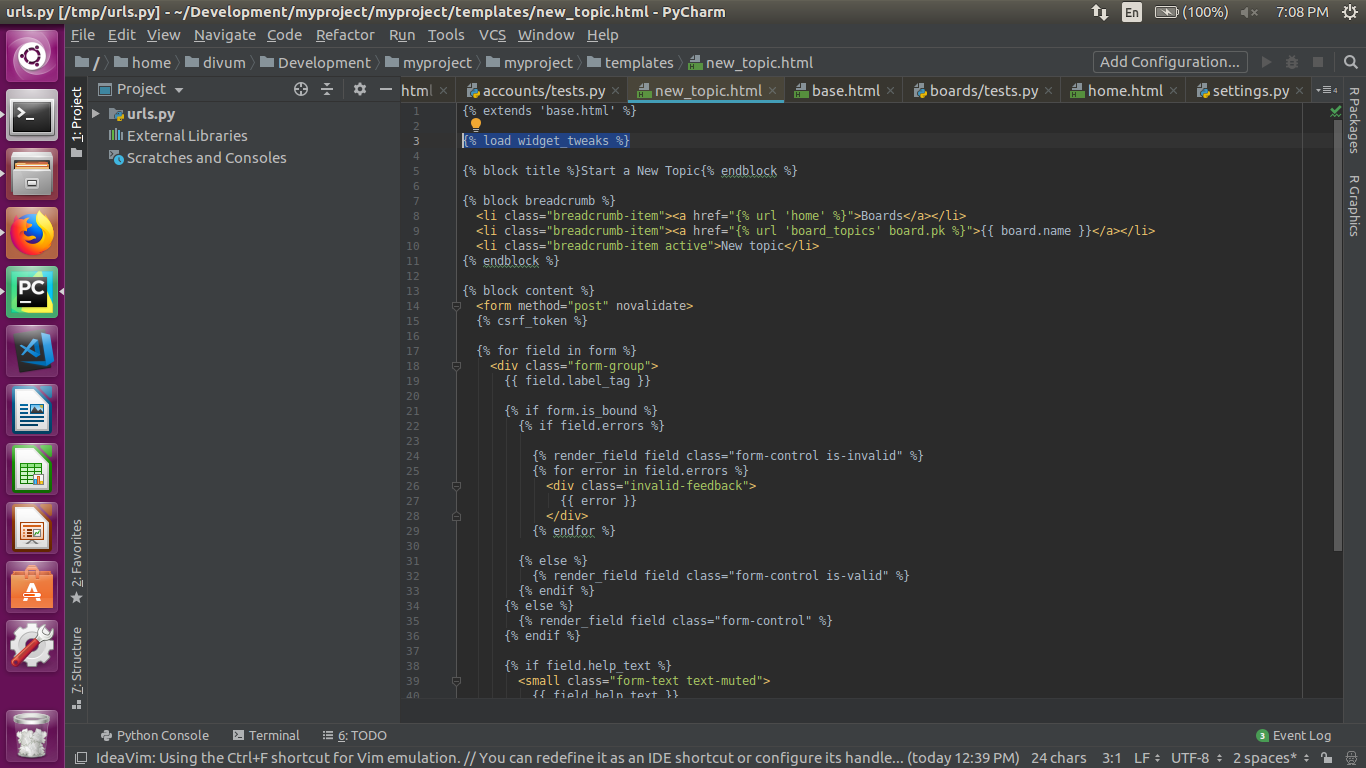 urls.py [/tmp/urls.py] - ~/Development/myproject/myproject/templates/new_topic.html - PyCharm
En (100%) 7:08 PM
File Edit View Navigate Code Refactor Run Tools VCS Window Help
/ home divum Development myproject myproject templates new_topic.html Add Configuration...
Project
html accounts/tests.py new_topic.html base.html boards/tests.py home.html settings.py 4
1: Project
urls.py
External Libraries
Scratches and Consoles
2: Favorites
7: Structure
1 {% extends 'base.html' %}
2
3 {% load widget_tweaks %}
4
5 {% block title %}Start a New Topic{% endblock %}
6
7 {% block breadcrumb %}
8 <li class="breadcrumb-item"><a href="{% url 'home' %}">Boards</a></li>
9 <li class="breadcrumb-item"><a href="{% url 'board_topics' board.pk %}">{{ board.name }}</a></li>
10 <li class="breadcrumb-item active">New topic</li>
11 {% endblock %}
12
13 {% block content %}
14 <form method="post" novalidate>
15 {% csrf_token %}
16
17 {% for field in form %}
18 <div class="form-group">
19 {{ field.label_tag }}
20
21 {% if form.is_bound %}
22 {% if field.errors %}
23
24 {% render_field field class="form-control is-invalid" %}
25 {% for error in field.errors %}
26 <div class="invalid-feedback">
27 {{ error }}
28 </div>
29 {% endfor %}
30
31 {% else %}
32 {% render_field field class="form-control is-valid" %}
33 {% endif %}
34 {% else %}
35 {% render_field field class="form-control" %}
36 {% endif %}
37
38 {% if field.help_text %}
39 <small class="form-text text-muted">
40 {{ field.help_text }}
R Packages
R Graphics
PC
A
Python Console Terminal 6: TODO 3 Event Log
IdeaVim: Using the Ctrl+F shortcut for Vim emulation. // You can redefine it as an IDE shortcut or configure its handle... (today 12:39 PM) 24 chars 3:1 LF UTF-8 2 spaces*